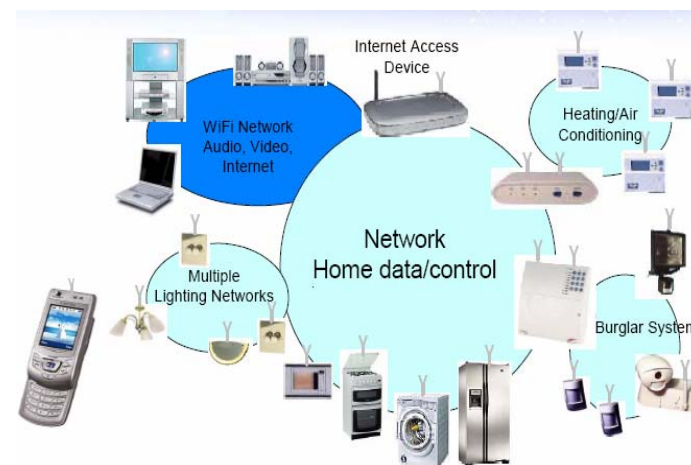 Internet Access
Device
WiFi Network
Audio, Video,
Internet
Heating/Air
Conditioning
Network
Home data/control
Multiple
Lighting Networks
Burglar System